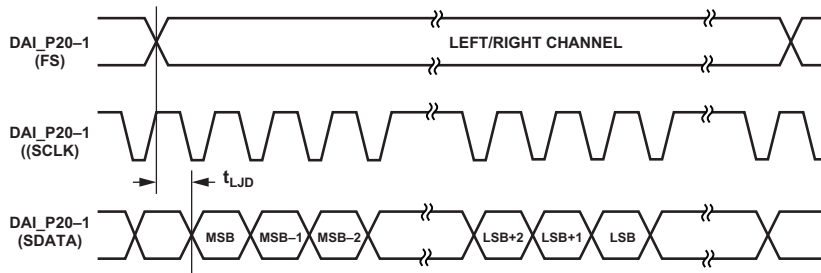 DAI_P20–1
(FS)
LEFT/RIGHT CHANNEL
DAI_P20–1
((SCLK)
tLJD
DAI_P20–1
(SDATA)
MSB MSB–1 MSB–2 LSB+2 LSB+1 LSB